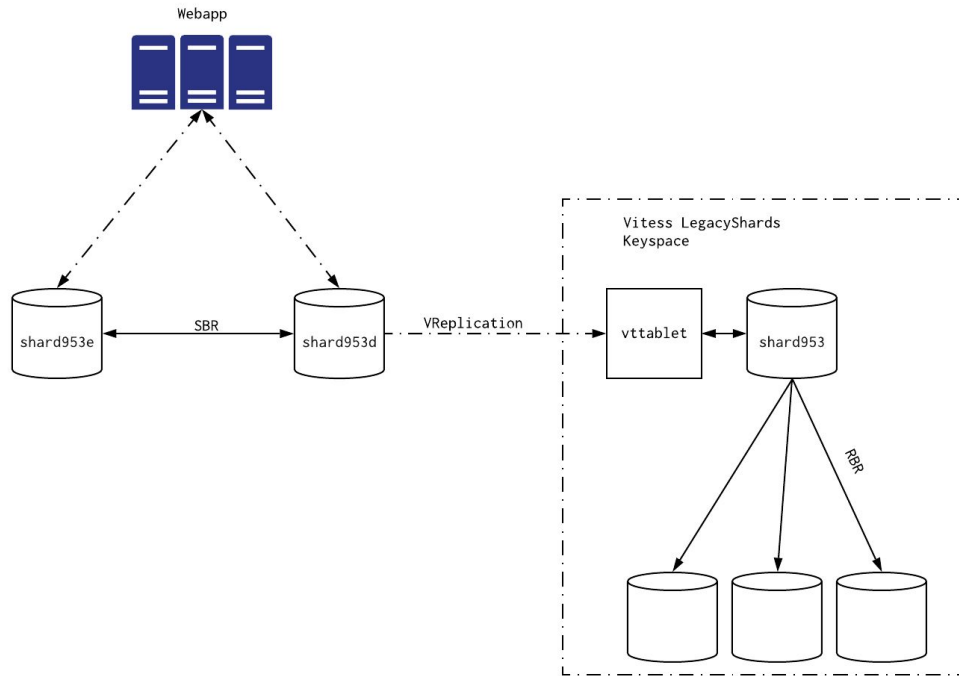 Webapp
Vitess LegacyShards
Keyspace
shard953e
SBR
shard953d
VReplication
vttablet
shard953
RBR